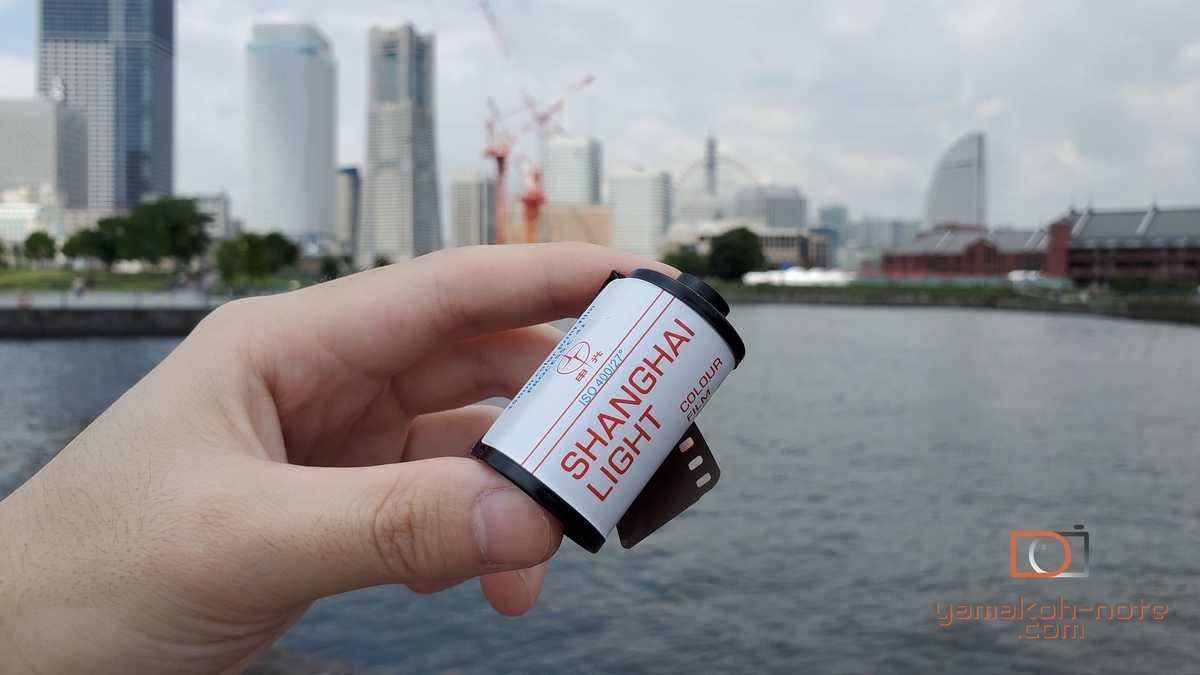 申光
ISO 400/27°
SHANGHAI
LIGHT
COLOUR
FILM
yamakoh-note
.com